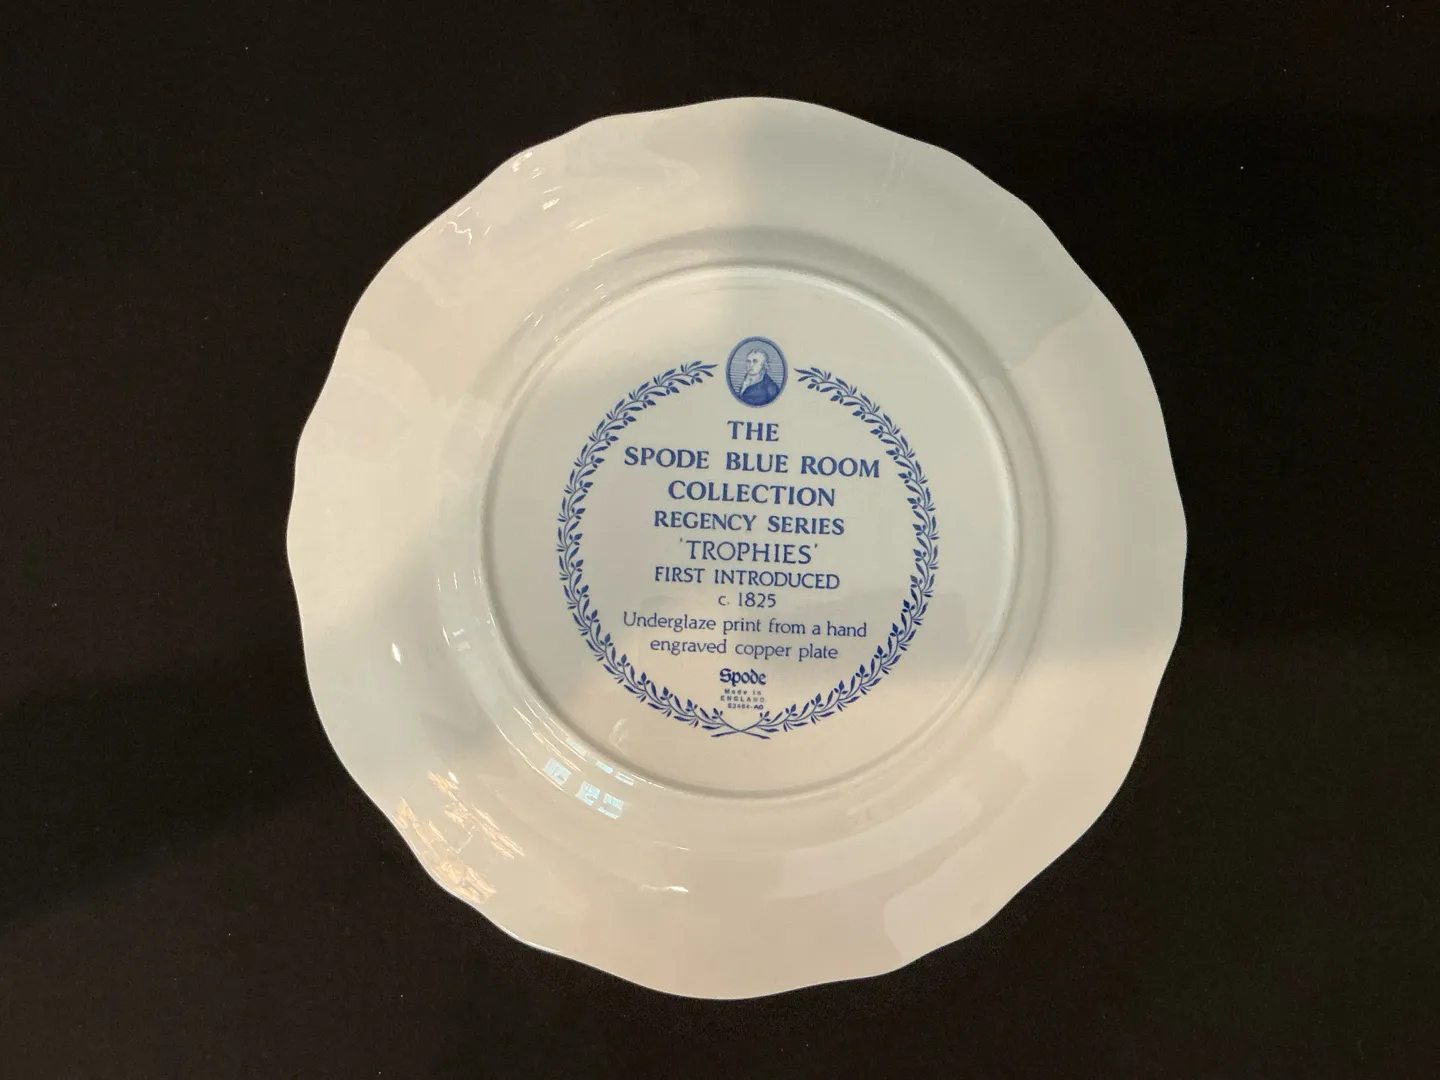 THE
SPODE BLUE ROOM
COLLECTION
REGENCY SERIES
'TROPHIES'
FIRST INTRODUCED
c. 1825
Underglaze print from a hand
engraved copper plate
Spode
Made in
ENGLAND